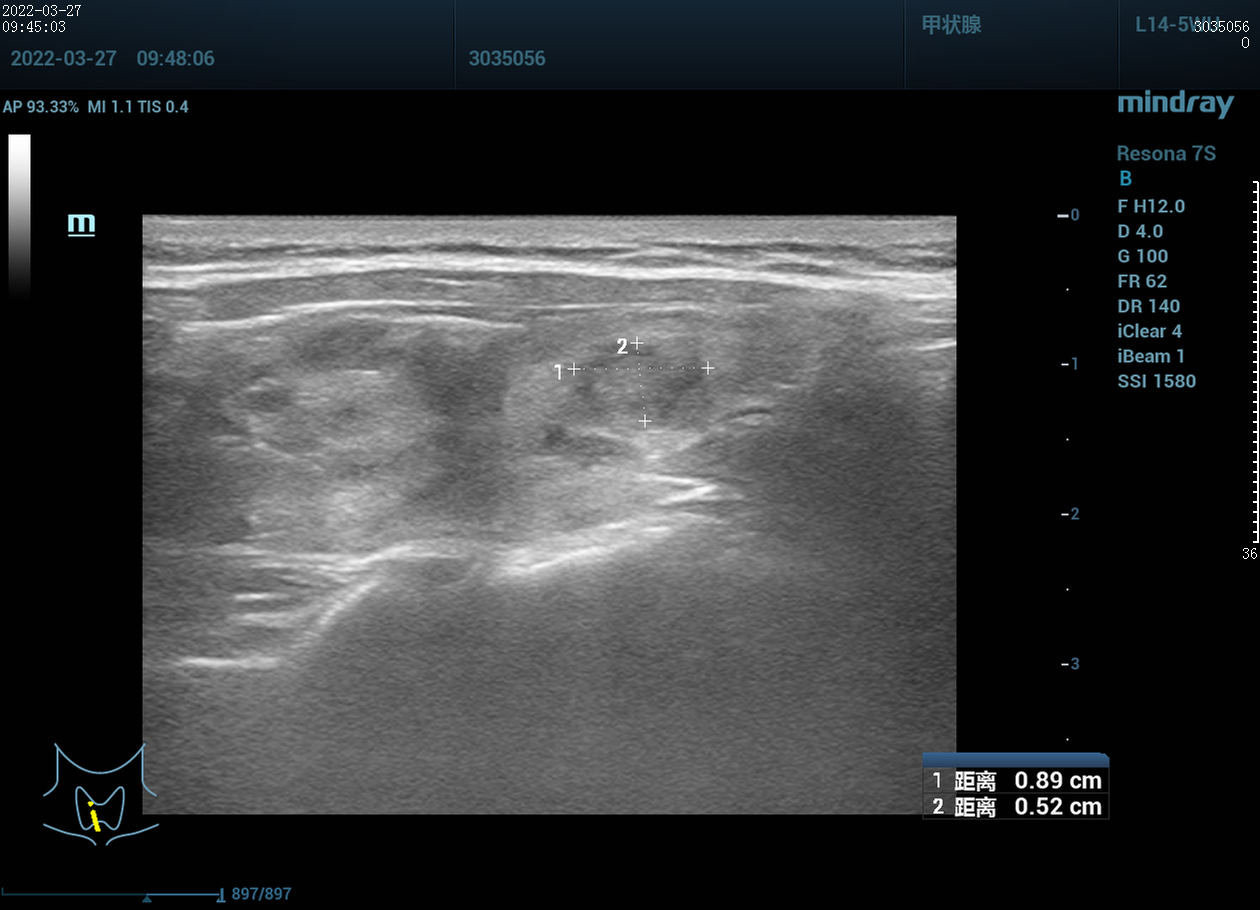 2022-03-27
09:45:03
2022-03-27 09:48:06
3035056
甲状腺
L14-5WU
3035056
0
AP 93.33% MI 1.1 TIS 0.4
mindray
Resona 7S
B
F H12.0
D 4.0
G 100
FR 62
DR 140
iClear 4
iBeam 1
SSI 1580
m
0
1
2
3
2
1
36
1 距离 0.89 cm
2 距离 0.52 cm
897/897